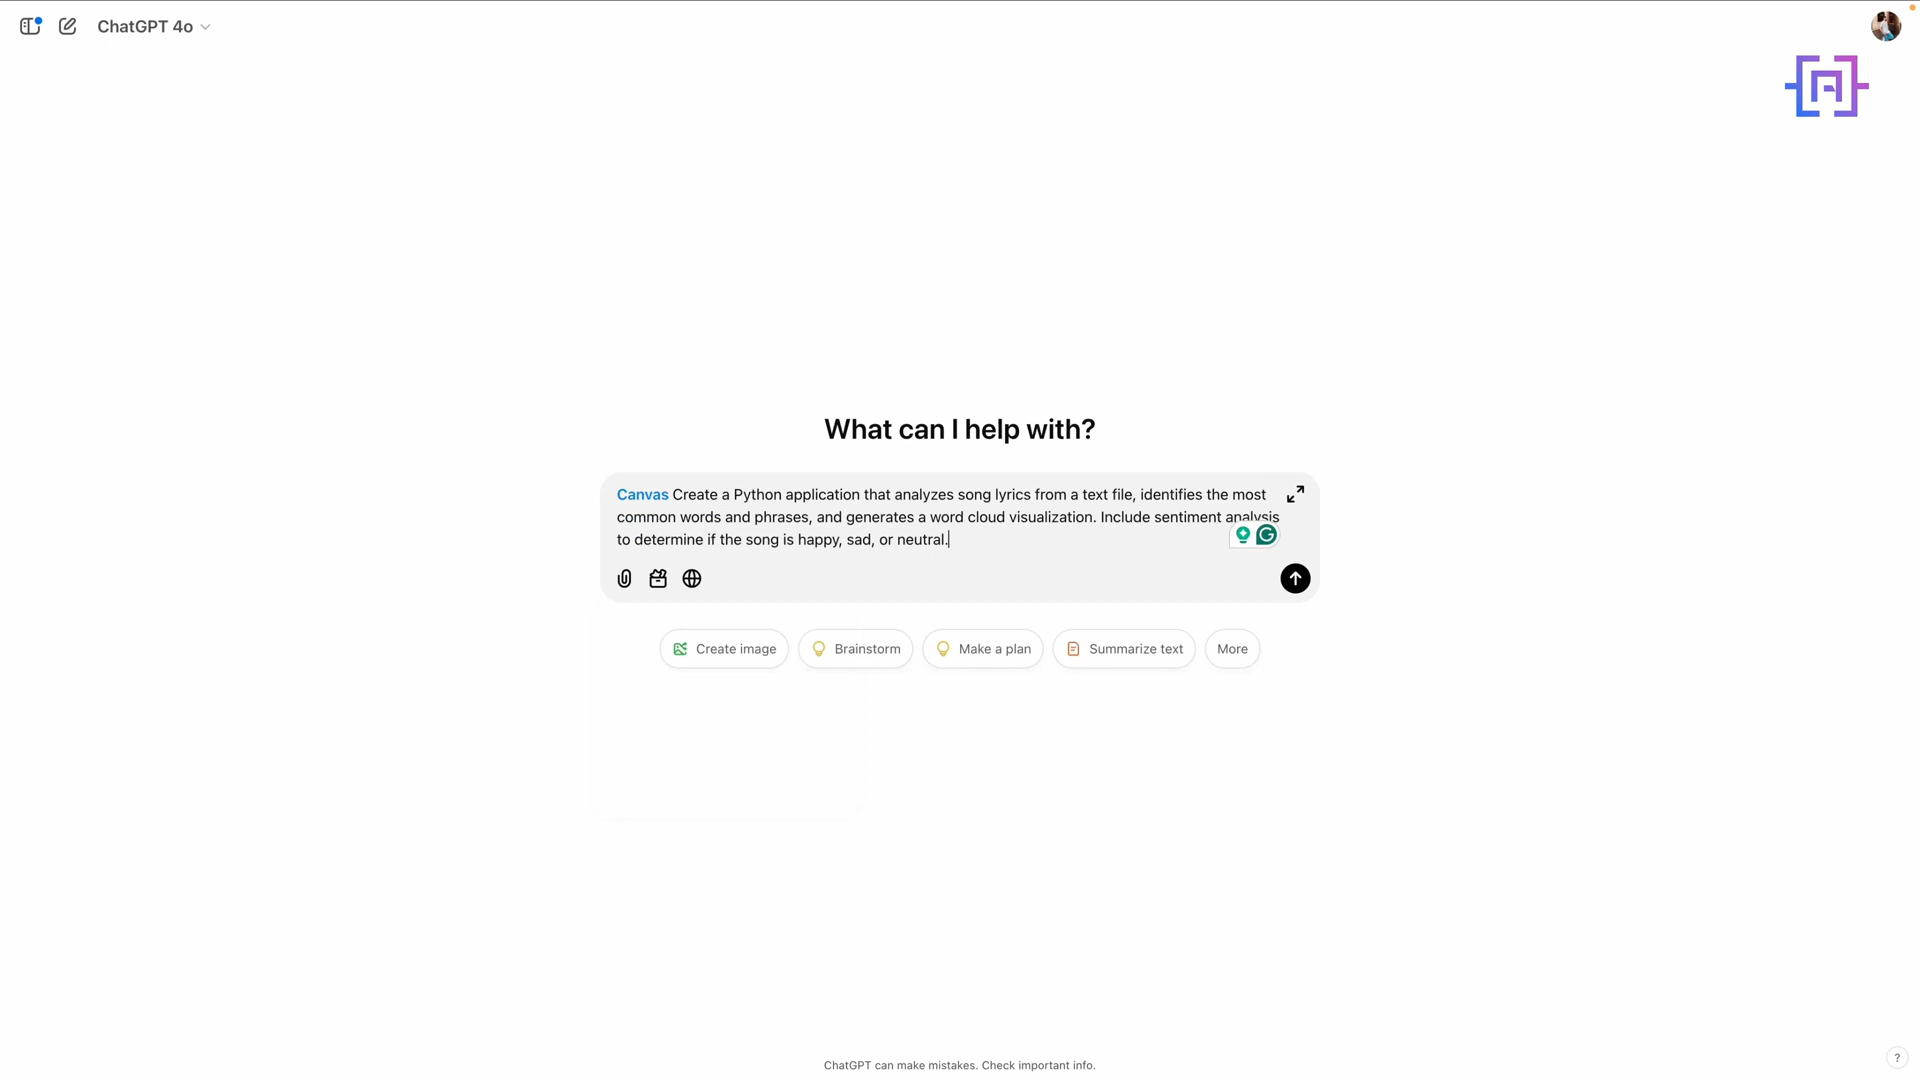 ChatGPT 4o
What can I help with?
Canvas Create a Python application that analyzes song lyrics from a text file, identifies the most
common words and phrases, and generates a word cloud visualization. Include sentiment analysis
to determine if the song is happy, sad, or neutral.
Create image
Brainstorm
Make a plan
Summarize text
More
ChatGPT can make mistakes. Check important info.
?